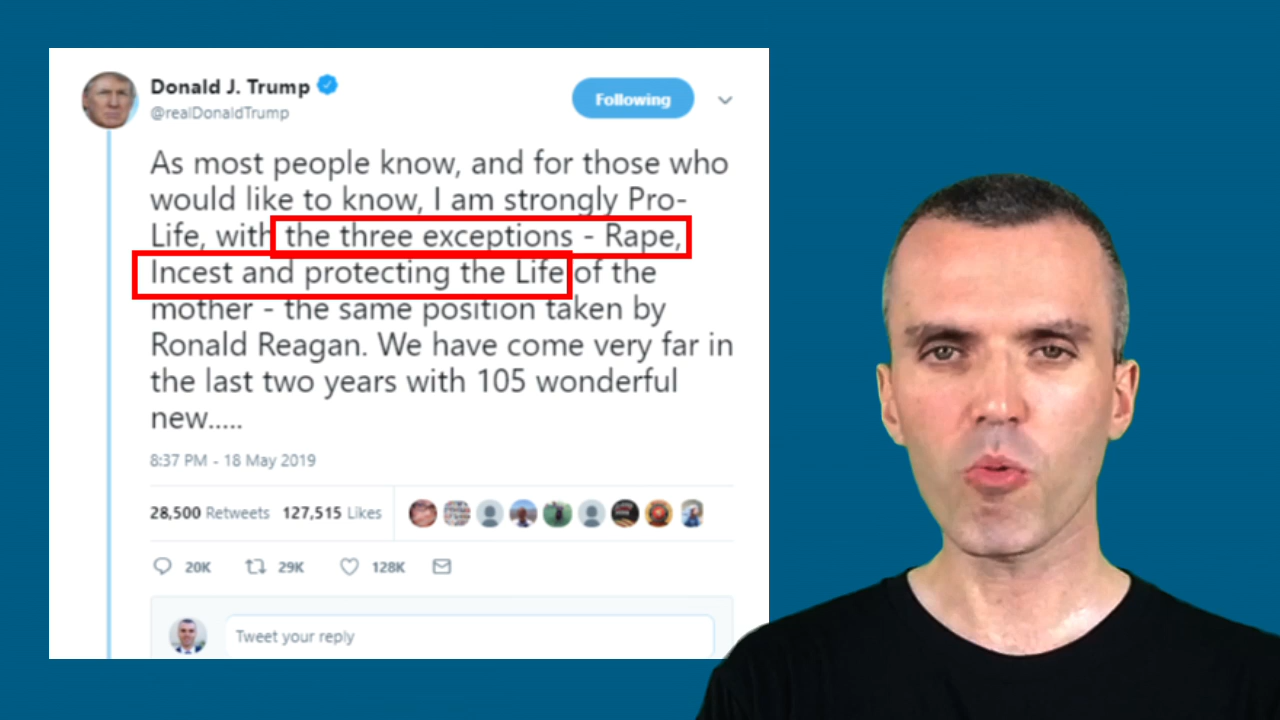 Donald J. Trump
@realDonaldTrump
Following
As most people know, and for those who
would like to know, I am strongly Pro-
Life, with the three exceptions - Rape,
Incest and protecting the Life of the
mother - the same position taken by
Ronald Reagan. We have come very far in
the last two years with 105 wonderful
new.....
8:37 PM - 18 May 2019
28,500 Retweets 127,515 Likes
20K 29K 128K
Tweet your reply